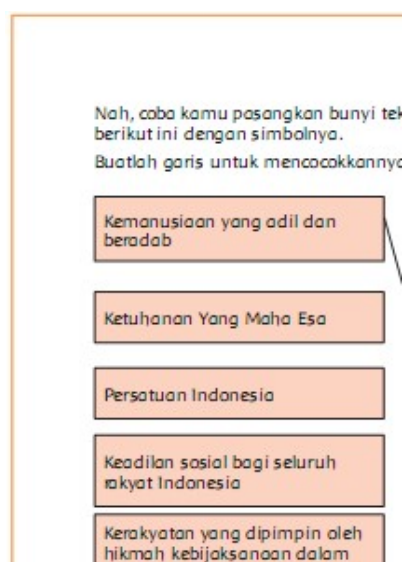 Nah, coba kamu pasangkan bunyi
berikut ini dengan simbolnya.
Buatlah garis untuk
Kemanusiaan yang adil dan
beradab
Ketuhanan Yang Maha Esa
Persatuan Indonesia
Keadilan sosial bagi seluruh
rakyat Indonesia
Kerakyatan yang dipimpin oleh
hikmah kebijaksanaan dalam